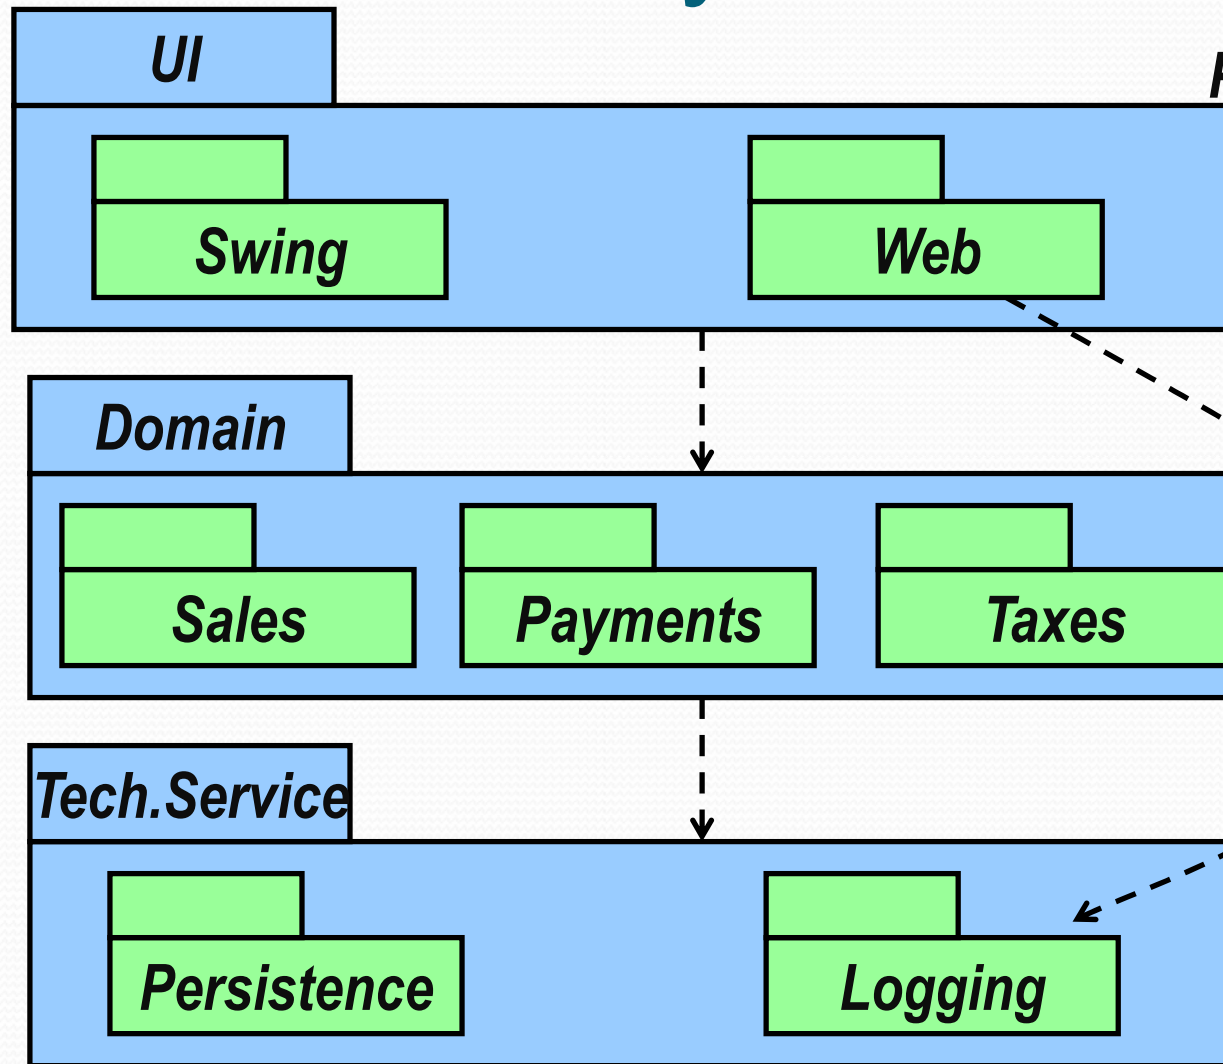 UI
Swing
Web
Domain
Sales
Payments
Taxes
Tech.Service
Persistence
Logging